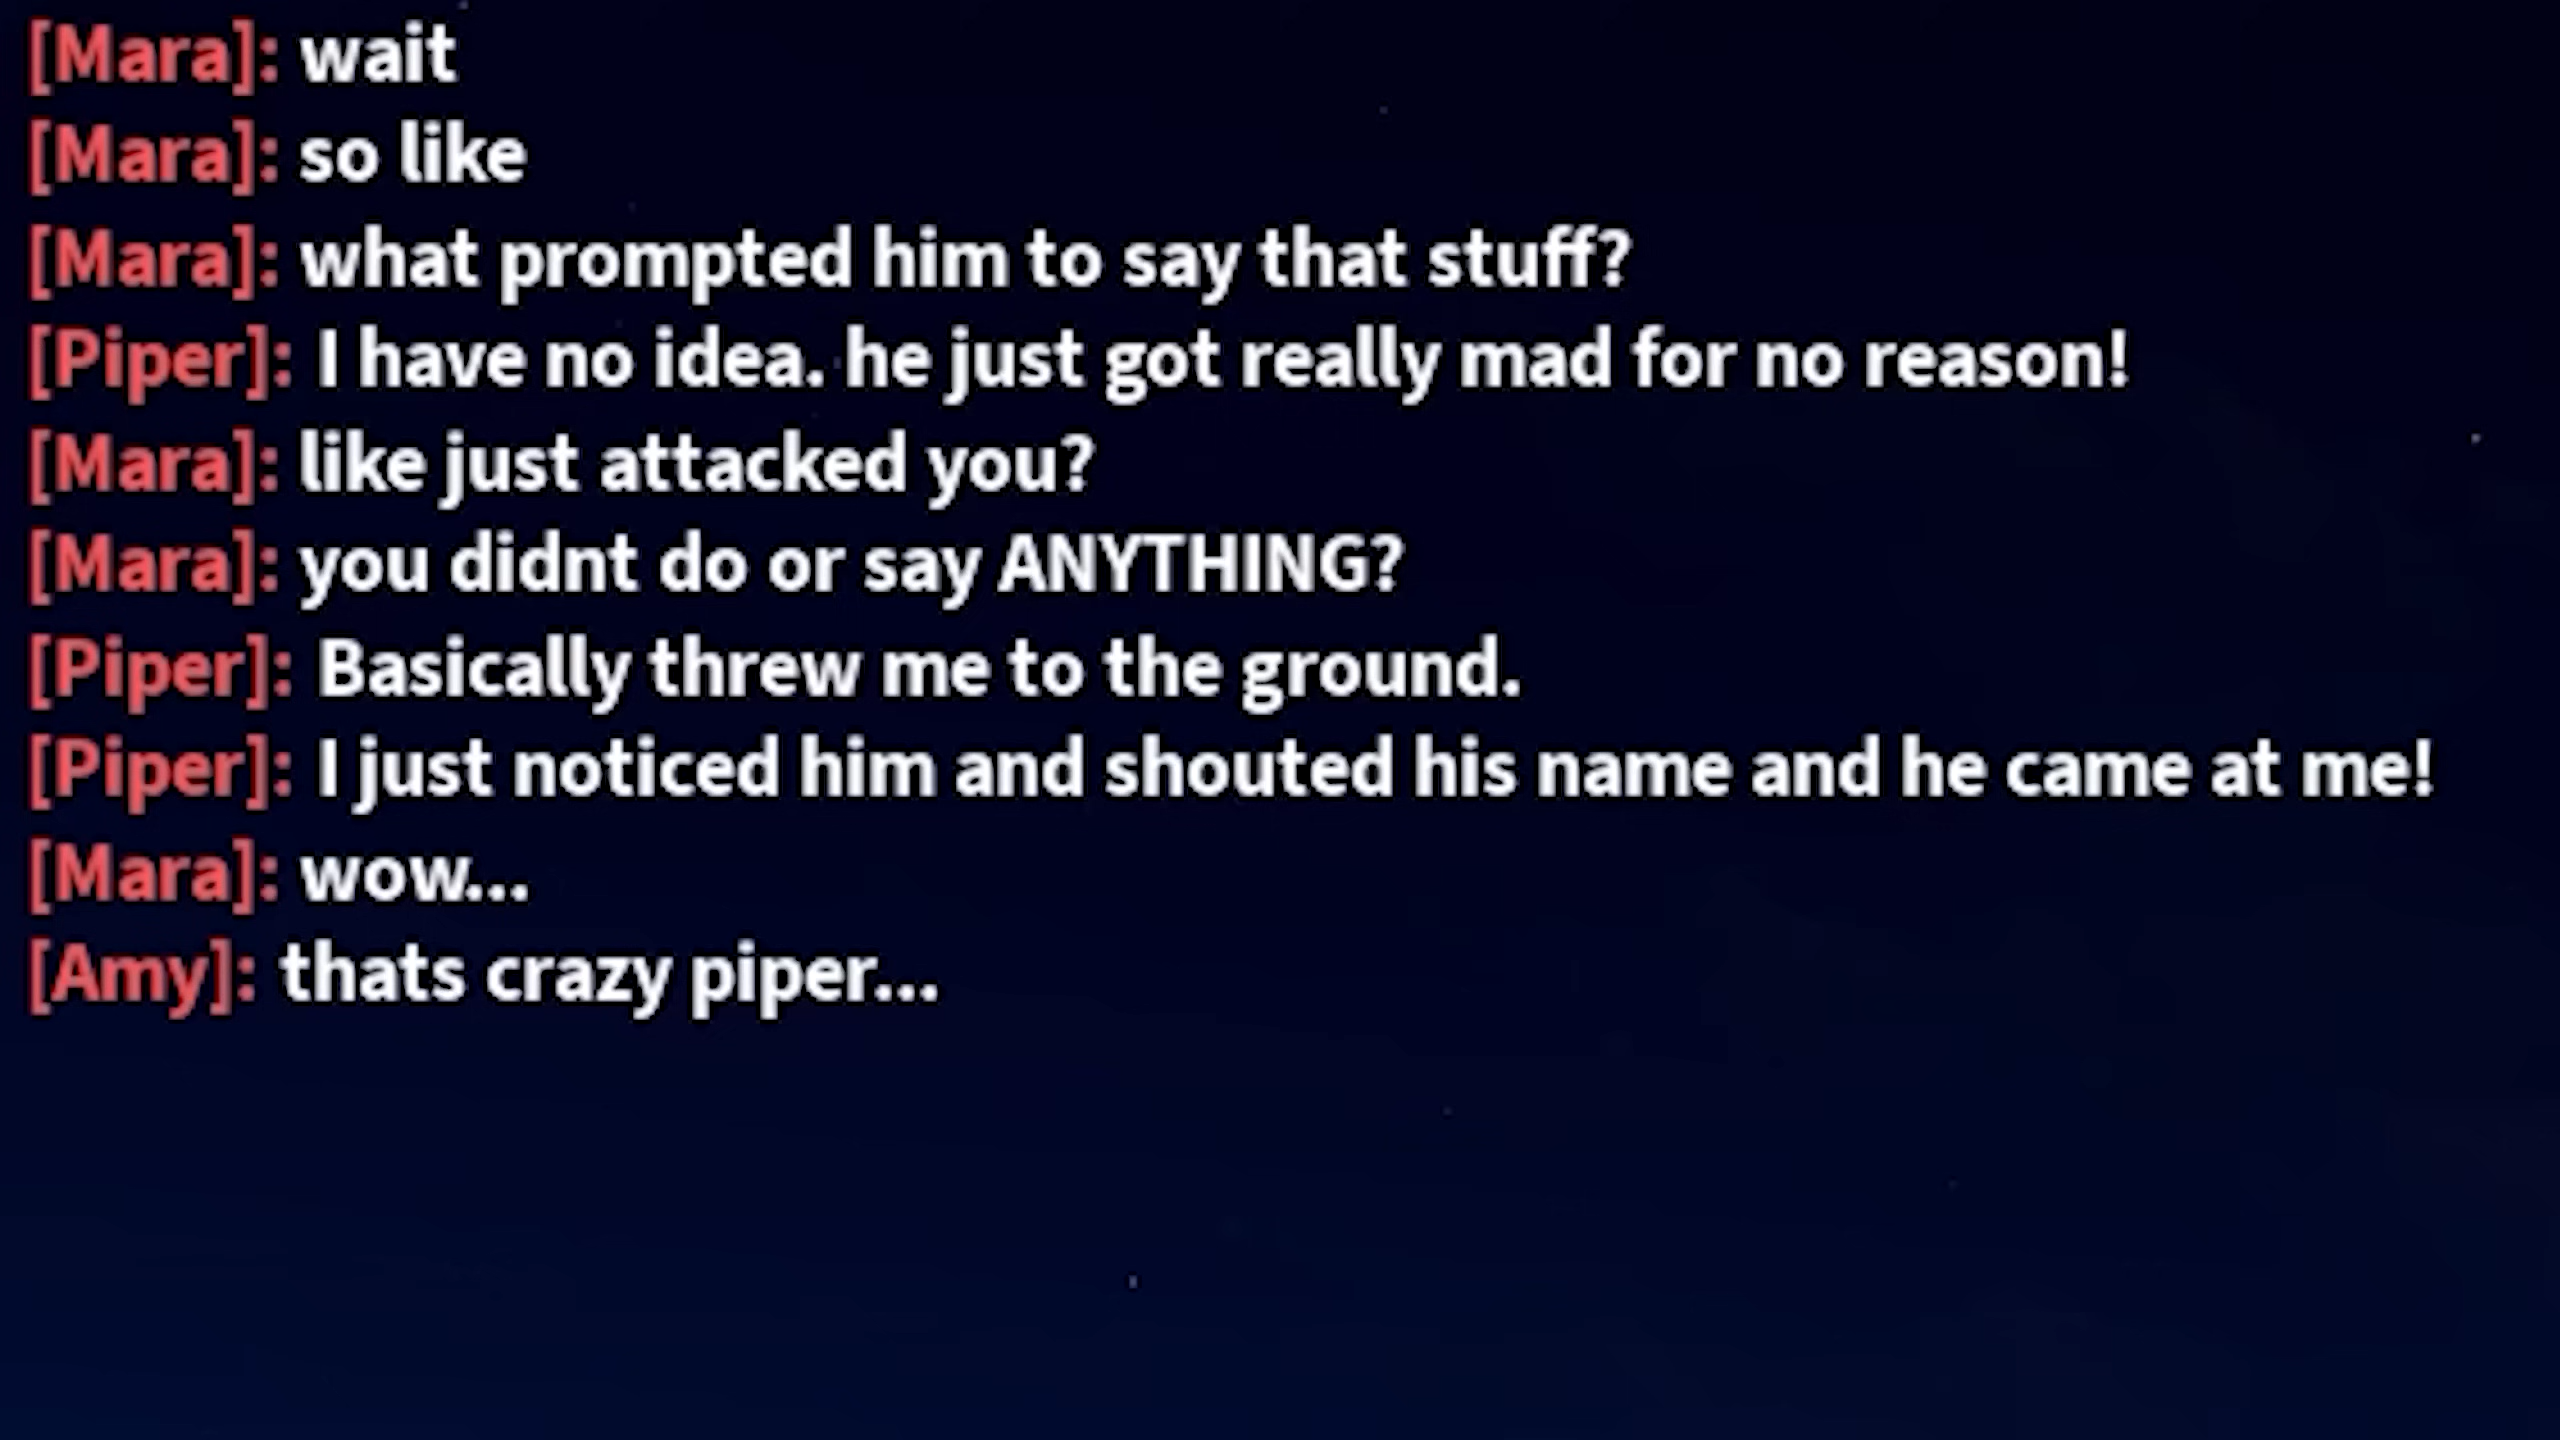 [Mara]: wait
[Mara]: so like
[Mara]: what prompted him to say that stuff?
[Piper]: I have no idea. he just got really mad for no reason!
[Mara]: like just attacked you?
[Mara]: you didnt do or say ANYTHING?
[Piper]: Basically threw me to the ground.
[Piper]: I just noticed him and shouted his name and he came at me!
[Mara]: wow...
[Amy]: thats crazy piper...